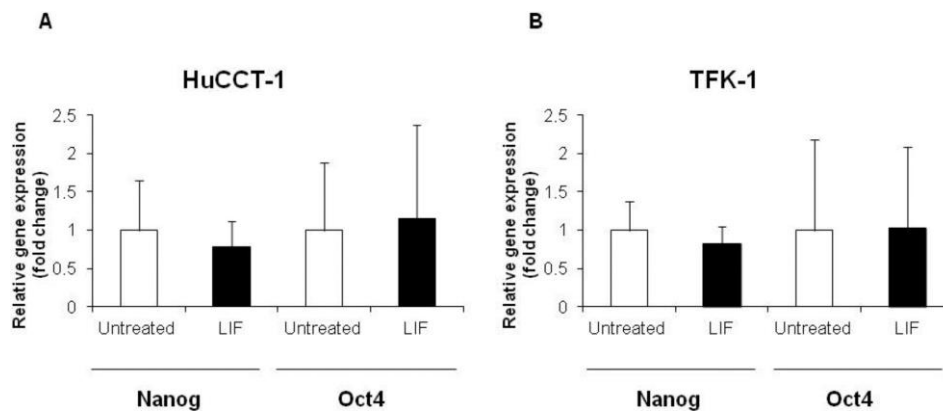 A
HuCCT-1
Relative gene expression
(fold change)
2.5
2
1.5
1
0.5
0
Untreated LIF Untreated LIF
Nanog Oct4
B
TFK-1
Relative gene expression
(fold change)
2.5
2
1.5
1
0.5
0
Untreated LIF Untreated LIF
Nanog Oct4